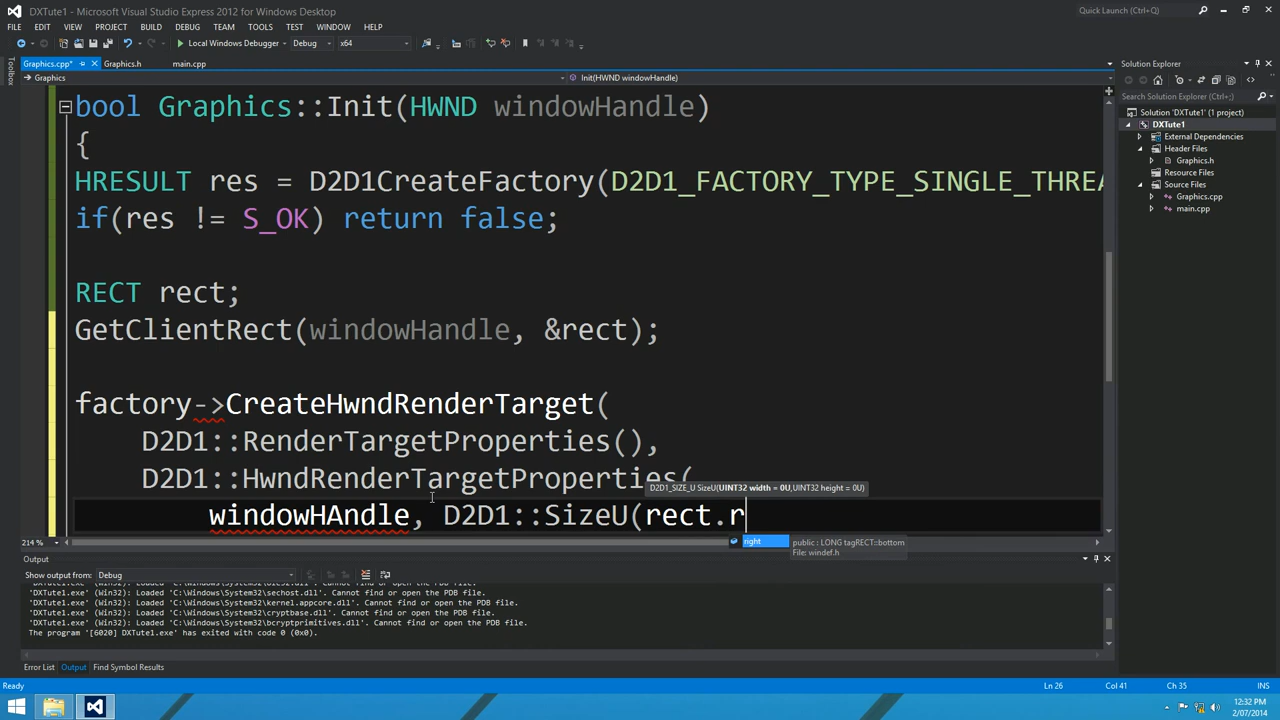 DXTute1 - Microsoft Visual Studio Express 2012 for Windows Desktop
Quick Launch (Ctrl+Q)
FILE EDIT VIEW PROJECT BUILD DEBUG TEAM TOOLS TEST WINDOW HELP
Local Windows Debugger Debug x64
Graphics.cpp* Graphics.h main.cpp
Graphics Init(HWND windowHandle)
Toolbox
bool Graphics::Init(HWND windowHandle)
{
HRESULT res = D2D1CreateFactory(D2D1_FACTORY_TYPE_SINGLE_THREA
if(res != S_OK) return false;
RECT rect;
GetClientRect(windowHandle, &rect);
factory->CreateHwndRenderTarget(
D2D1::RenderTargetProperties(),
D2D1::HwndRenderTargetProperties(
D2D1_SIZE_U SizeU(UINT32 width = 0U,UINT32 height = 0U)
windowHAndle, D2D1::SizeU(rect.r
right
public : LONG tagRECT::bottom
File: windef.h
214 %
Solution Explorer
Search Solution Explorer (Ctrl+;)
Solution 'DXTute1' (1 project)
DXTute1
External Dependencies
Header Files
Graphics.h
Resource Files
Source Files
Graphics.cpp
main.cpp
Output
Show output from: Debug
'DXTute1.exe' (Win32): Loaded 'C:\Windows\System32\sechost.dll'. Cannot find or open the PDB file.
'DXTute1.exe' (Win32): Loaded 'C:\Windows\System32\kernel.appcore.dll'. Cannot find or open the PDB file.
'DXTute1.exe' (Win32): Loaded 'C:\Windows\System32\cryptbase.dll'. Cannot find or open the PDB file.
'DXTute1.exe' (Win32): Loaded 'C:\Windows\System32\bcryptprimitives.dll'. Cannot find or open the PDB file.
The program '[6020] DXTute1.exe' has exited with code 0 (0x0).
Error List Output Find Symbol Results
Ready Ln 26 Col 41 Ch 35 INS
12:32 PM
2/07/2014